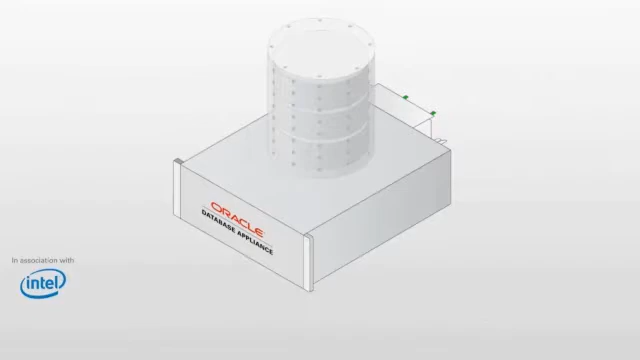 ORACLE
DATABASE APPLIANCE
In association with
intel